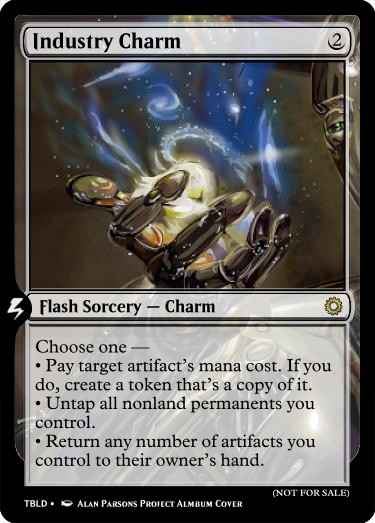 Industry Charm 2
Flash Sorcery — Charm
Choose one —
• Pay target artifact's mana cost. If you
do, create a token that's a copy of it.
• Untap all nonland permanents you
control.
• Return any number of artifacts you
control to their owner's hand.
(NOT FOR SALE)
TBLD • Alan Parsons Protect Almbum Cover